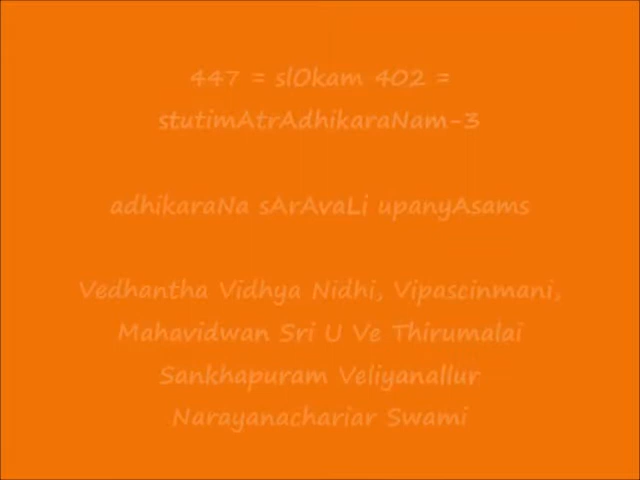 447 = slOkam 402 =
stutimAtrAdhikaraNam-3
adhikaraNa sArAvaLi upanyAsams
Vedhantha Vidhya Nidhi, Vipascinmani,
Mahavidwan Sri U Ve Thirumalai
Sankhapuram Veliyanallur
Narayanachariar Swami